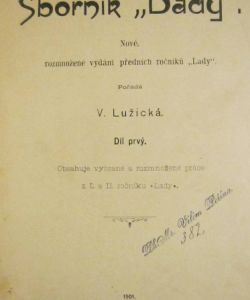 Sborník „Lady".
Nové,
rozmnožené vydání předních ročníků „Lady".
Pořádá
V. Lužická.
Díl prvý.
Obsahuje vybrané a rozmnožené práce
z I. a II. ročníku »Lady«.
Vilém
382.
1901.